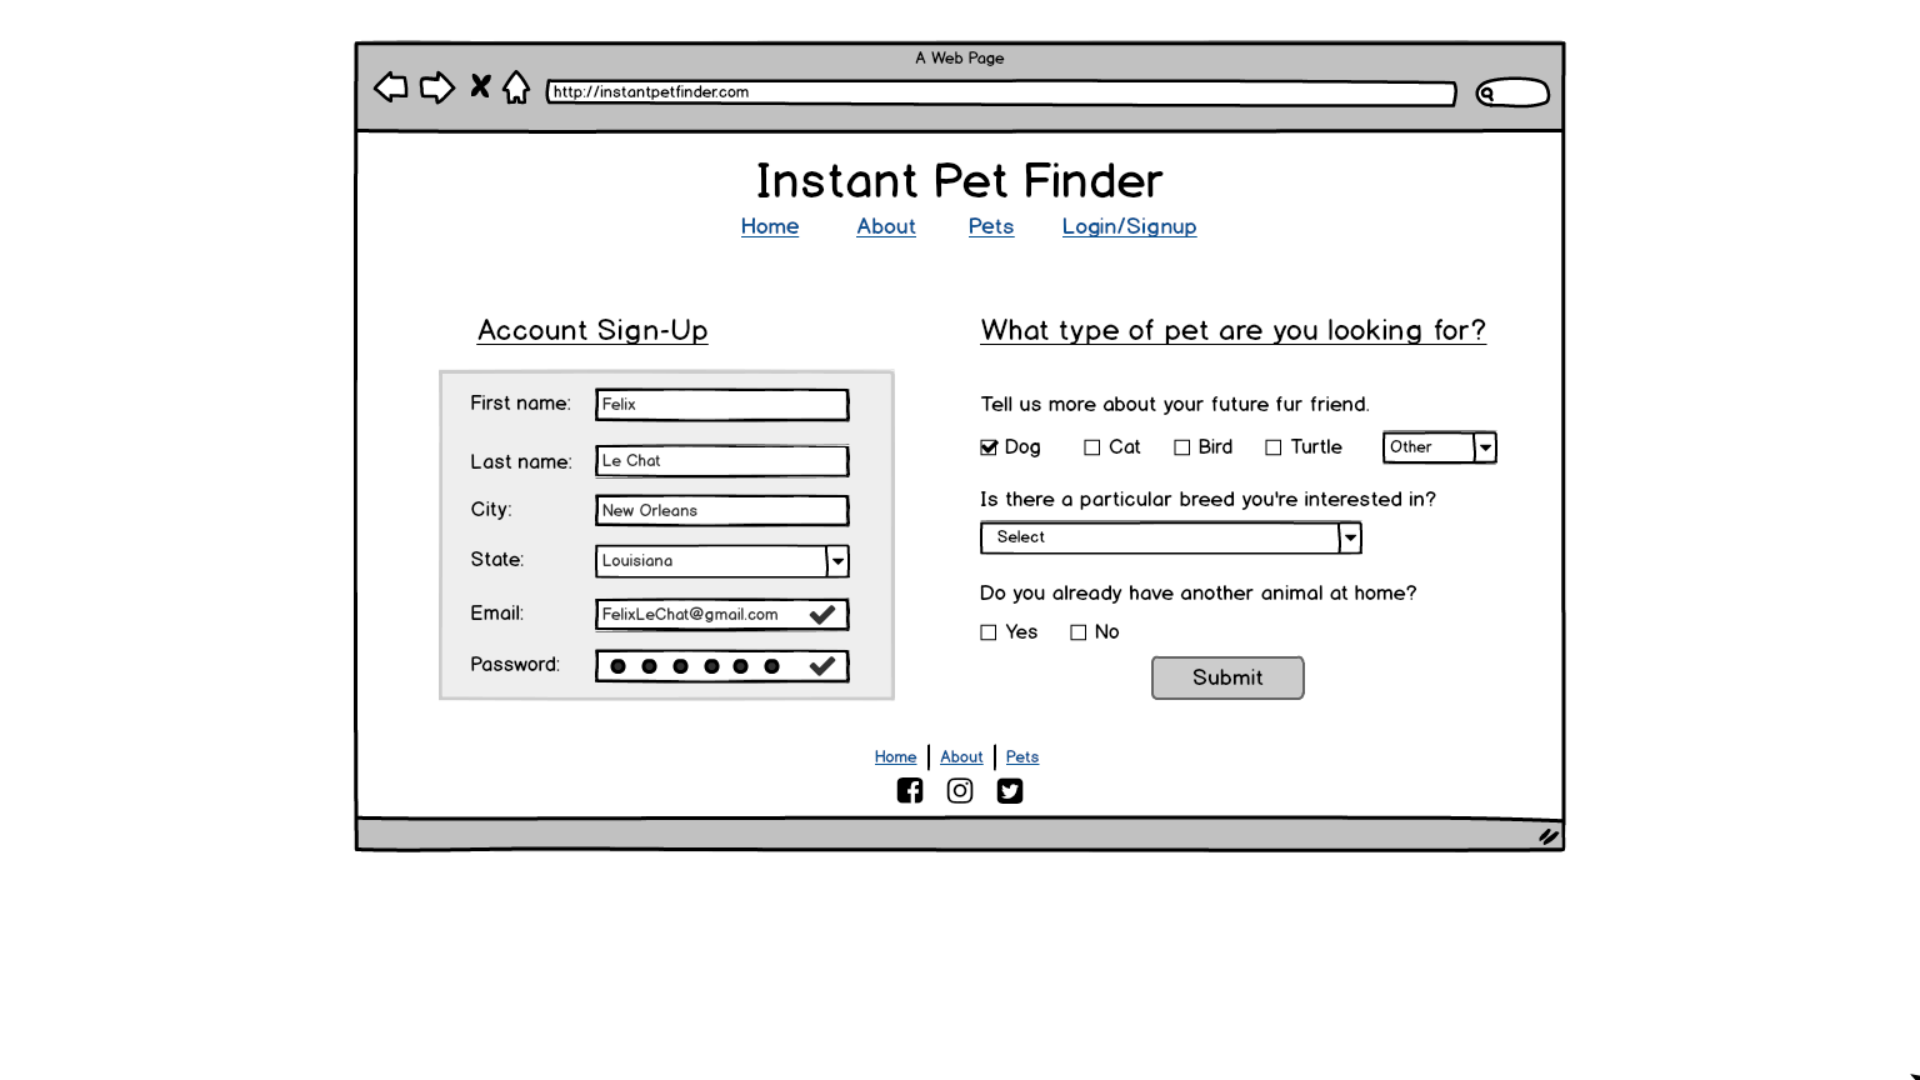 A Web Page
http://instantpetfinder.com
Instant Pet Finder
Home About Pets Login/Signup
Account Sign-Up
First name: Felix
Last name: Le Chat
City: New Orleans
State: Louisiana
Email: FelixLeChat@gmail.com
Password:
What type of pet are you looking for?
Tell us more about your future fur friend.
Dog Cat Bird Turtle Other
Is there a particular breed you're interested in?
Select
Do you already have another animal at home?
Yes No
Submit
Home About Pets